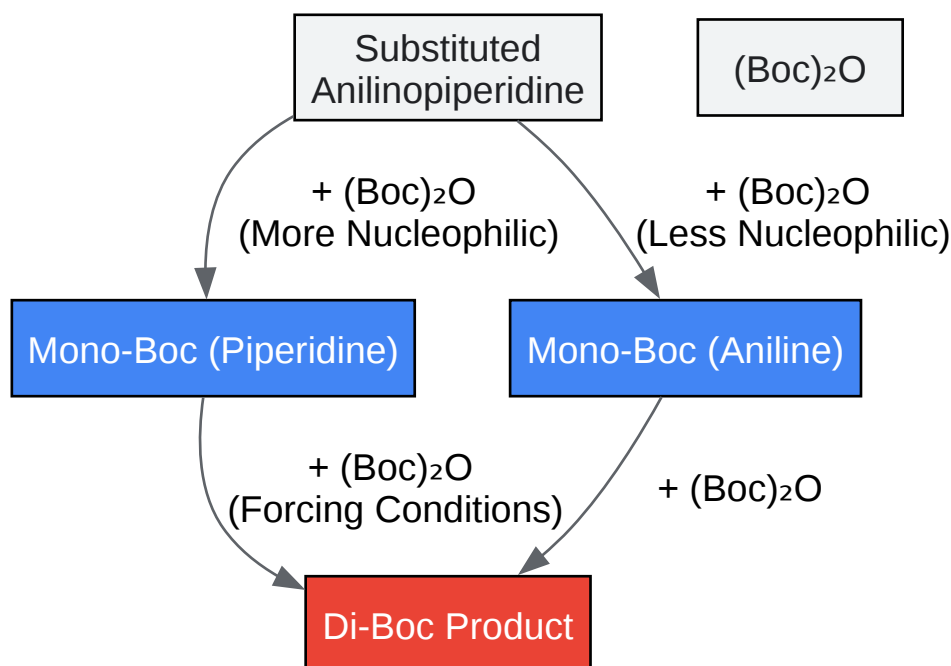 Substituted
Anilinopiperidine
(Boc)₂O
+ (Boc)₂O
(More Nucleophilic)
+ (Boc)₂O
(Less Nucleophilic)
Mono-Boc (Piperidine)
Mono-Boc (Aniline)
+ (Boc)₂O
(Forcing Conditions)
+ (Boc)₂O
Di-Boc Product